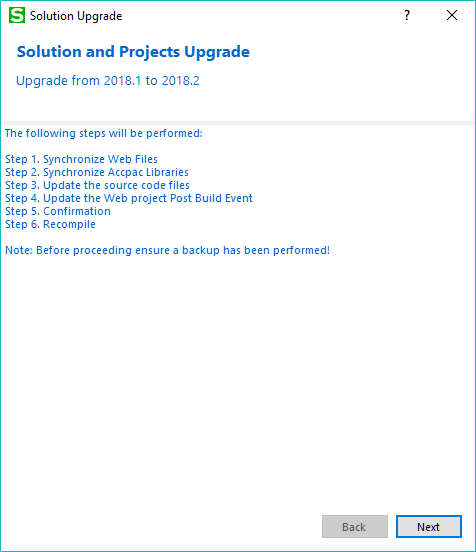 S Solution Upgrade ?
Solution and Projects Upgrade
Upgrade from 2018.1 to 2018.2
The following steps will be performed:
Step 1. Synchronize Web Files
Step 2. Synchronize Accpac Libraries
Step 3. Update the source code files
Step 4. Update the Web project Post Build Event
Step 5. Confirmation
Step 6. Recompile
Note: Before proceeding ensure a backup has been performed!
Back Next